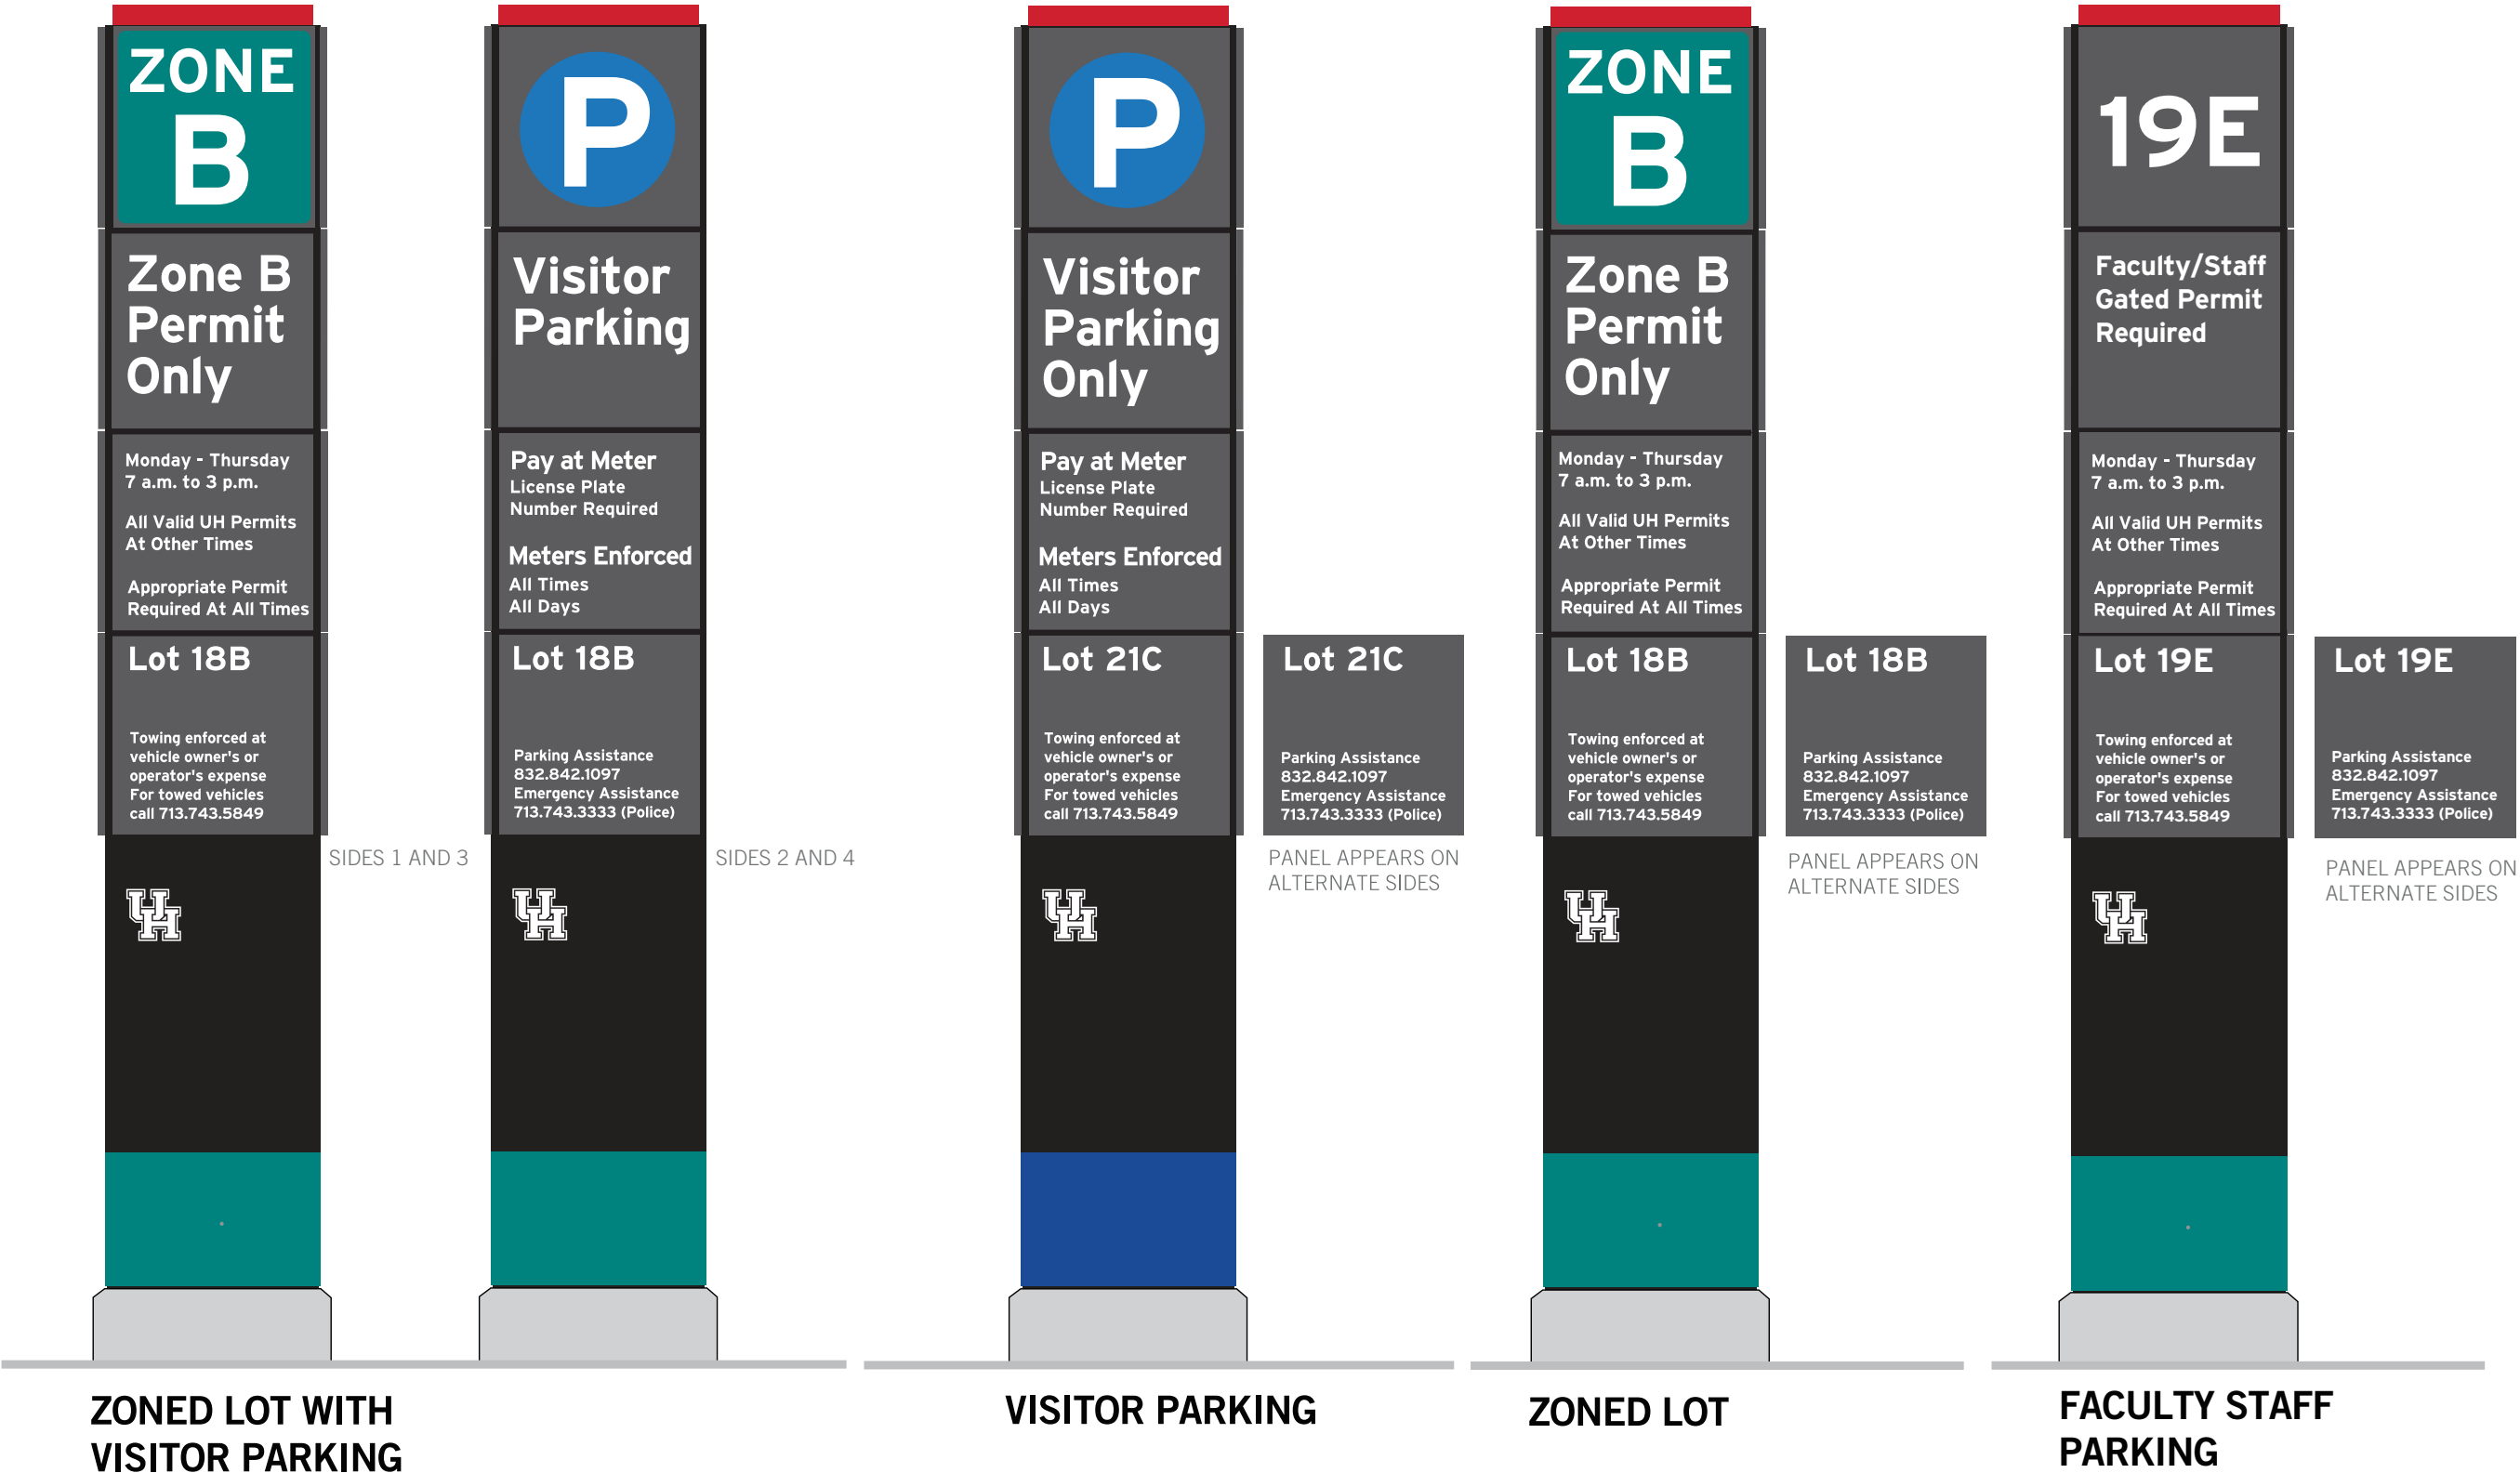 ZONE
B
Zone B
Permit
Only
Monday - Thursday
7 a.m. to 3 p.m.
All Valid UH Permits
At Other Times
Appropriate Permit
Required At All Times
Lot 18B
Towing enforced at
vehicle owner's or
operator's expense
For towed vehicles
call 713.743.5849
UH
SIDES 1 AND 3
P
Visitor
Parking
Pay at Meter
License Plate
Number Required
Meters Enforced
All Times
All Days
Lot 18B
Parking Assistance
832.842.1097
Emergency Assistance
713.743.3333 (Police)
UH
SIDES 2 AND 4
ZONED LOT WITH
VISITOR PARKING
P
Visitor
Parking
Only
Pay at Meter
License Plate
Number Required
Meters Enforced
All Times
All Days
Lot 21C
Towing enforced at
vehicle owner's or
operator's expense
For towed vehicles
call 713.743.5849
UH
Lot 21C
Parking Assistance
832.842.1097
Emergency Assistance
713.743.3333 (Police)
PANEL APPEARS ON
ALTERNATE SIDES
VISITOR PARKING
ZONE
B
Zone B
Permit
Only
Monday - Thursday
7 a.m. to 3 p.m.
All Valid UH Permits
At Other Times
Appropriate Permit
Required At All Times
Lot 18B
Towing enforced at
vehicle owner's or
operator's expense
For towed vehicles
call 713.743.5849
UH
Lot 18B
Parking Assistance
832.842.1097
Emergency Assistance
713.743.3333 (Police)
PANEL APPEARS ON
ALTERNATE SIDES
ZONED LOT
19E
Faculty/Staff
Gated Permit
Required
Monday - Thursday
7 a.m. to 3 p.m.
All Valid UH Permits
At Other Times
Appropriate Permit
Required At All Times
Lot 19E
Towing enforced at
vehicle owner's or
operator's expense
For towed vehicles
call 713.743.5849
UH
Lot 19E
Parking Assistance
832.842.1097
Emergency Assistance
713.743.3333 (Police)
PANEL APPEARS ON
ALTERNATE SIDES
FACULTY STAFF
PARKING